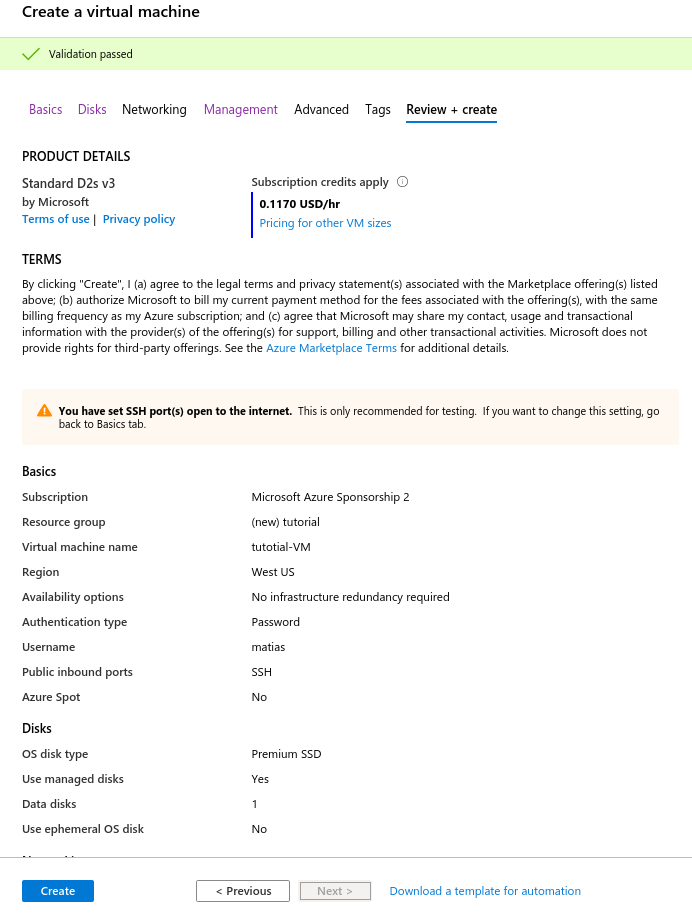 Create a virtual machine
Validation passed
Basics Disks Networking Management Advanced Tags Review + create
PRODUCT DETAILS
Standard D2s v3
by Microsoft
Terms of use | Privacy policy
Subscription credits apply
0.1170 USD/hr
Pricing for other VM sizes
TERMS
By clicking "Create", I (a) agree to the legal terms and privacy statement(s) associated with the Marketplace offering(s) listed
above; (b) authorize Microsoft to bill my current payment method for the fees associated with the offering(s), with the same
billing frequency as my Azure subscription; and (c) agree that Microsoft may share my contact, usage and transactional
information with the provider(s) of the offering(s) for support, billing and other transactional activities. Microsoft does not
provide rights for third-party offerings. See the Azure Marketplace Terms for additional details.
You have set SSH port(s) open to the internet. This is only recommended for testing. If you want to change this setting, go
back to Basics tab.
Basics
Subscription Microsoft Azure Sponsorship 2
Resource group (new) tutorial
Virtual machine name tutotial-VM
Region West US
Availability options No infrastructure redundancy required
Authentication type Password
Username matias
Public inbound ports SSH
Azure Spot No
Disks
OS disk type Premium SSD
Use managed disks Yes
Data disks 1
Use ephemeral OS disk No
Create < Previous Next > Download a template for automation